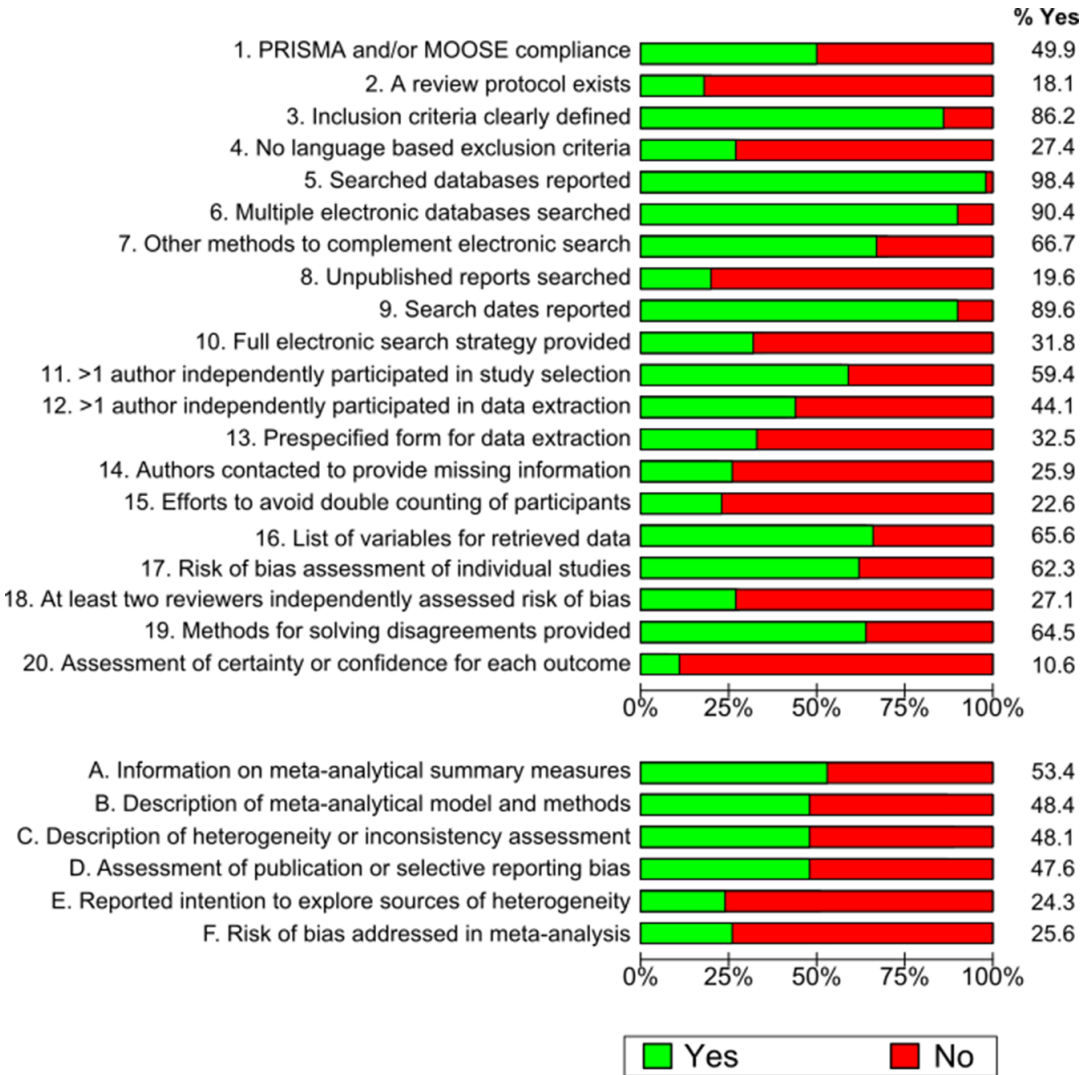 % Yes
1. PRISMA and/or MOOSE compliance 49.9
2. A review protocol exists 18.1
3. Inclusion criteria clearly defined 86.2
4. No language based exclusion criteria 27.4
5. Searched databases reported 98.4
6. Multiple electronic databases searched 90.4
7. Other methods to complement electronic search 66.7
8. Unpublished reports searched 19.6
9. Search dates reported 89.6
10. Full electronic search strategy provided 31.8
11. >1 author independently participated in study selection 59.4
12. >1 author independently participated in data extraction 44.1
13. Prespecified form for data extraction 32.5
14. Authors contacted to provide missing information 25.9
15. Efforts to avoid double counting of participants 22.6
16. List of variables for retrieved data 65.6
17. Risk of bias assessment of individual studies 62.3
18. At least two reviewers independently assessed risk of bias 27.1
19. Methods for solving disagreements provided 64.5
20. Assessment of certainty or confidence for each outcome 10.6
0% 25% 50% 75% 100%
A. Information on meta-analytical summary measures 53.4
B. Description of meta-analytical model and methods 48.4
C. Description of heterogeneity or inconsistency assessment 48.1
D. Assessment of publication or selective reporting bias 47.6
E. Reported intention to explore sources of heterogeneity 24.3
F. Risk of bias addressed in meta-analysis 25.6
0% 25% 50% 75% 100%
Yes No